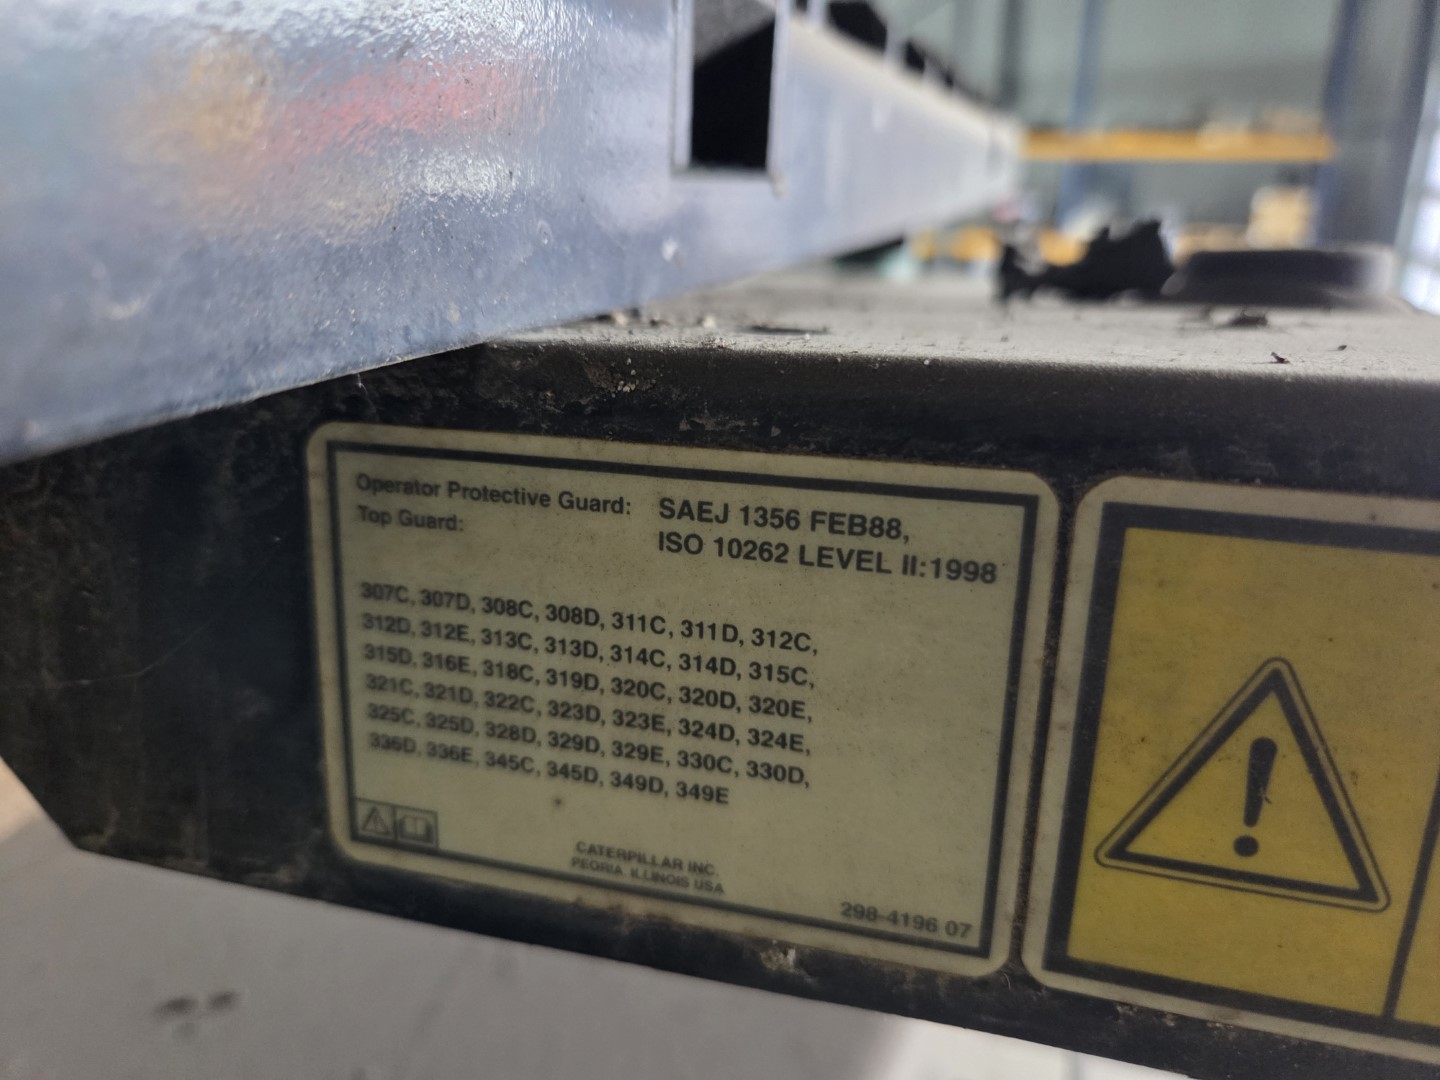 Operator Protective Guard: SAEJ 1356 FEB88,
Top Guard: ISO 10262 LEVEL II:1998
307C, 307D, 308C, 308D, 311C, 311D, 312C,
312D, 312E, 313C, 313D, 314C, 314D, 315C,
315D, 316E, 318C, 319D, 320C, 320D, 320E,
321C, 321D, 322C, 323D, 323E, 324D, 324E,
325C, 325D, 328D, 329D, 329E, 330C, 330D,
336D, 336E, 345C, 345D, 349D, 349E
CATERPILLAR INC.
PEORIA, ILLINOIS USA
298-4196 07